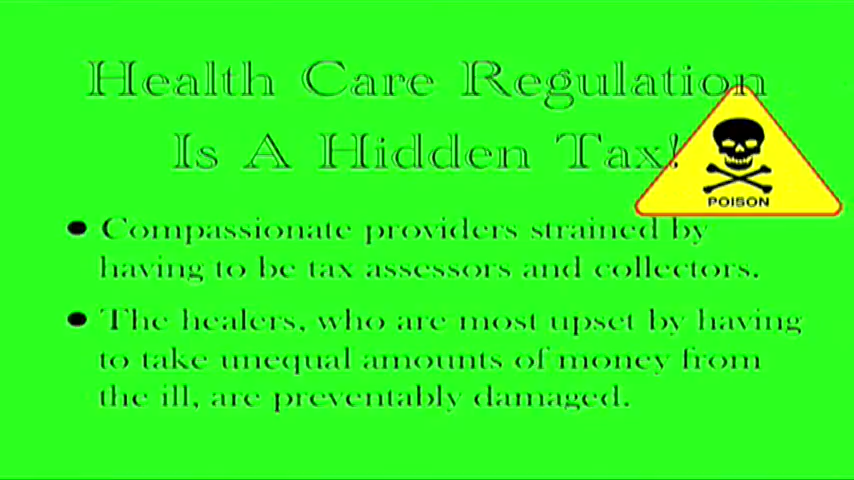 Health Care Regulation
Is A Hidden Tax!
POISON
• Compassionate providers strained by
having to be tax assessors and collectors.
• The healers, who are most upset by having
to take unequal amounts of money from
the ill, are preventably damaged.